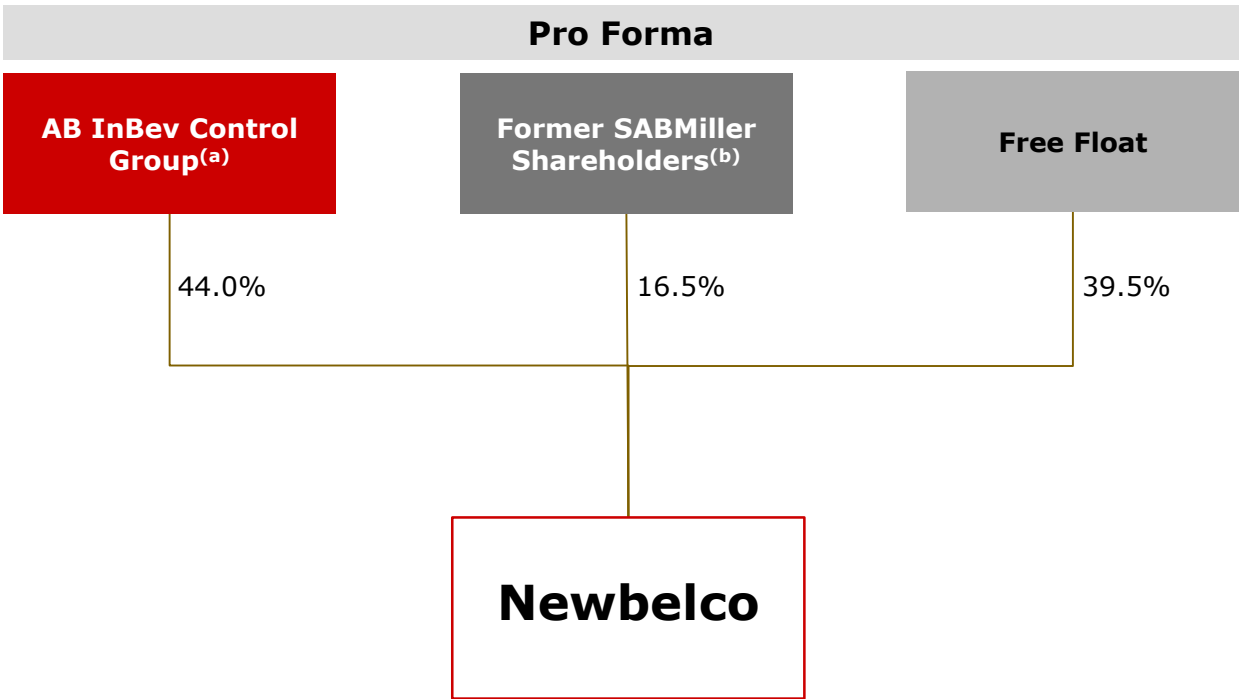 Pro Forma
AB InBev Control
Group(a)
Former SABMiller
Shareholders(b)
Free Float
44.0%
16.5%
39.5%
Newbelco